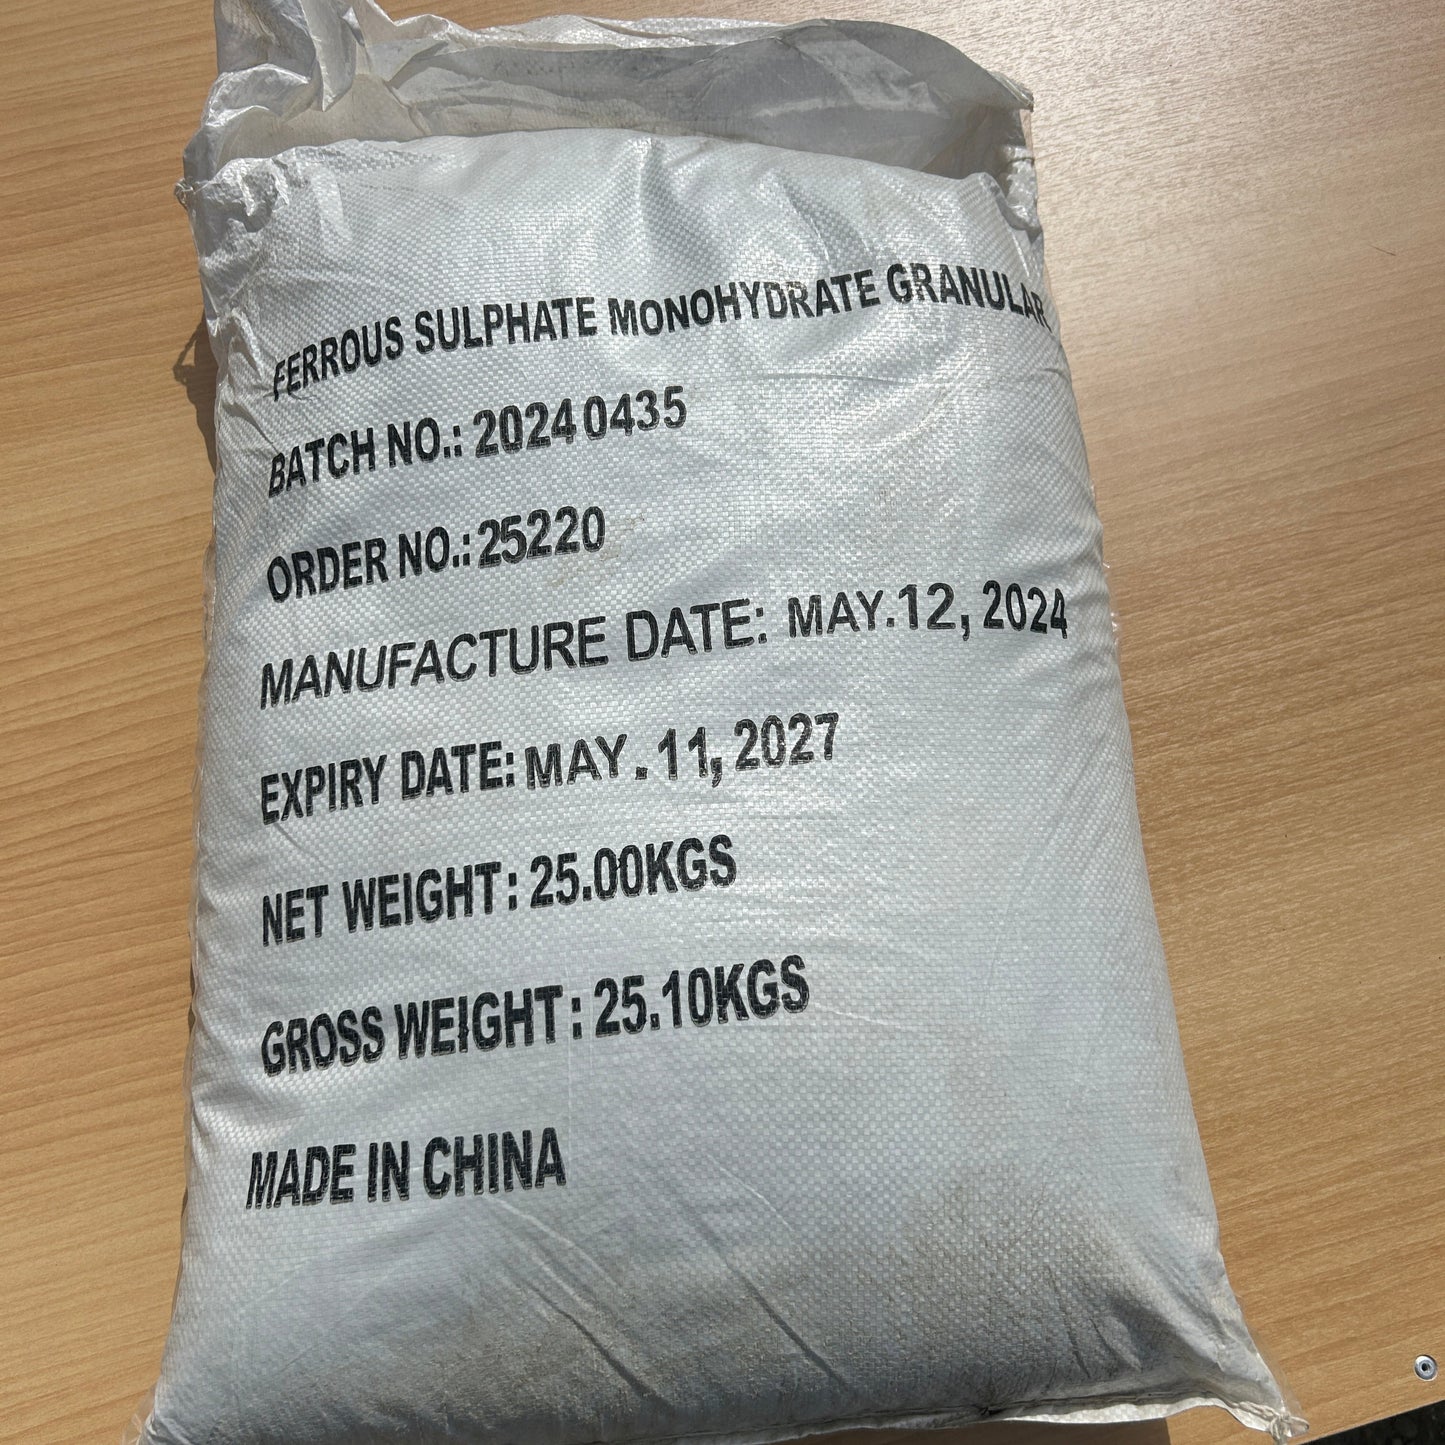 FERROUS SULPHATE MONOHYDRATE GRANULAR
BATCH NO.: 20240435
ORDER NO.: 25220
MANUFACTURE DATE: MAY.12, 2024
EXPIRY DATE: MAY. 11, 2027
NET WEIGHT: 25.00KGS
GROSS WEIGHT: 25.10KGS
MADE IN CHINA